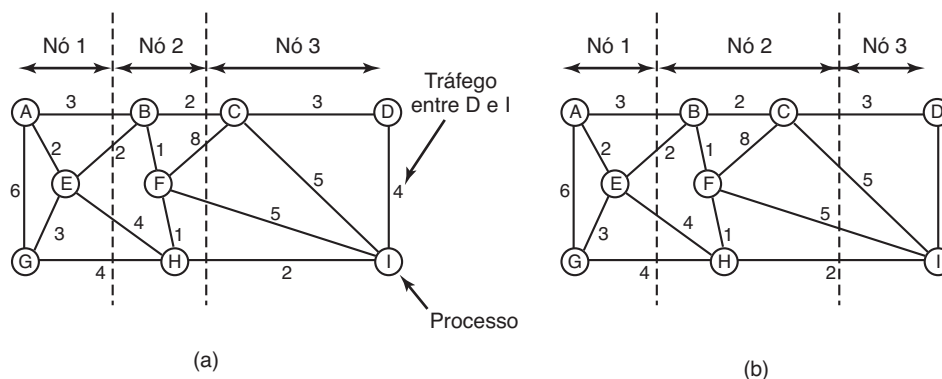 Nó 1 Nó 2 Nó 3
Tráfego
entre D e I
A 3 B 2 C 3 D
2 2 1 8
6 E F 5 4
3 4 1 5
G 4 H 2 I
Processo
(a)
Nó 1 Nó 2 Nó 3
A 3 B 2 C 3 D
2 2 1 8
6 E F 5 4
3 4 1 5
G 4 H 2 I
(b)